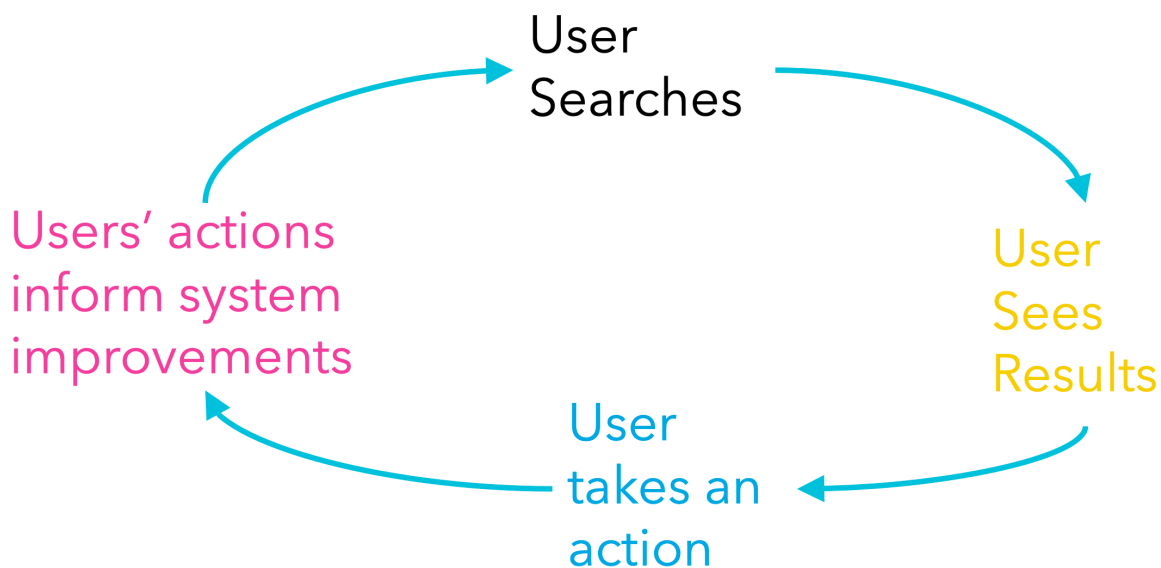 User
Searches
User
Sees
Results
User
takes an
action
Users’ actions
inform system
improvements